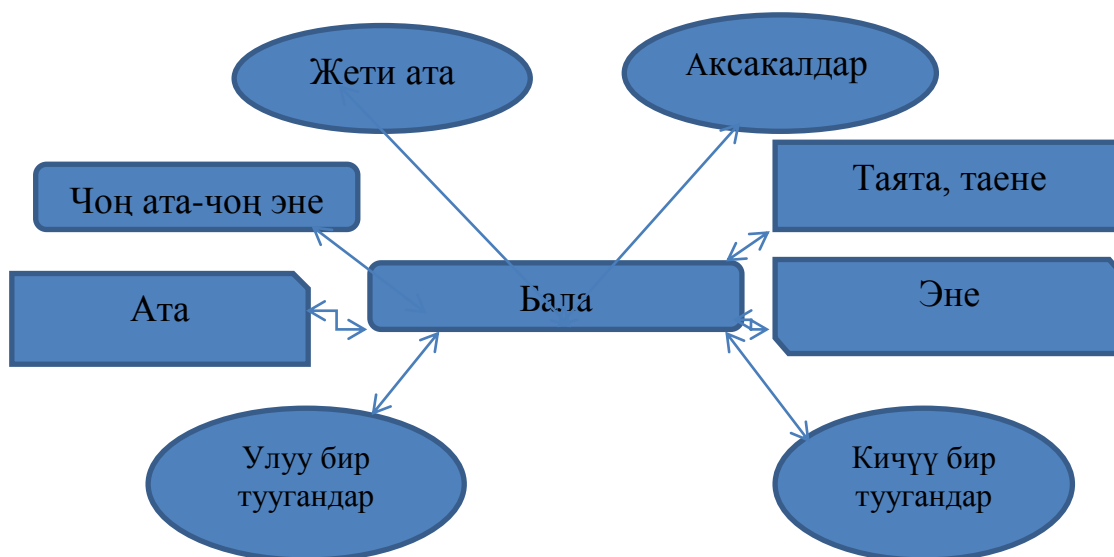 Жети ата
Аксакалдар
Чоң ата-чоң эне
Таята, таене
Ата
Бала
Эне
Улуу бир
туугандар
Кичүү бир
туугандар